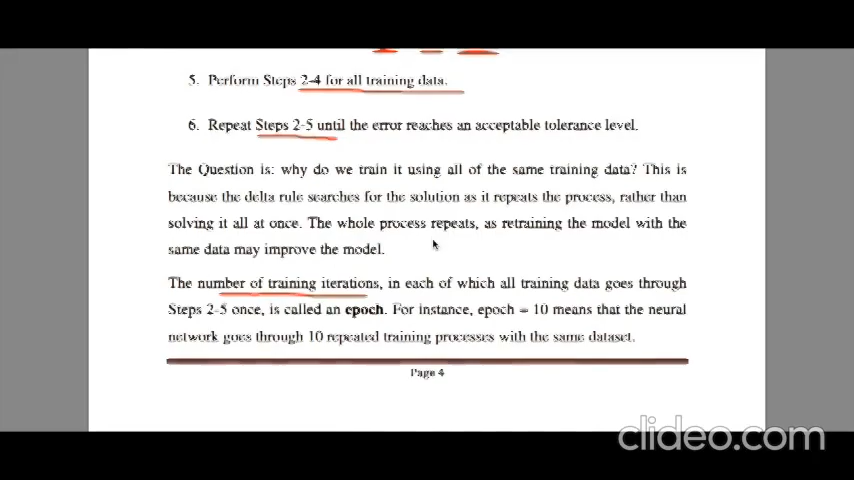 5. Perform Steps 2-4 for all training data.
6. Repeat Steps 2-5 until the error reaches an acceptable tolerance level.
The Question is: why do we train it using all of the same training data? This is
because the delta rule searches for the solution as it repeats the process, rather than
solving it all at once. The whole process repeats, as retraining the model with the
same data may improve the model.
The number of training iterations, in each of which all training data goes through
Steps 2-5 once, is called an epoch. For instance, epoch = 10 means that the neural
network goes through 10 repeated training processes with the same dataset.
Page 4
clideo.com